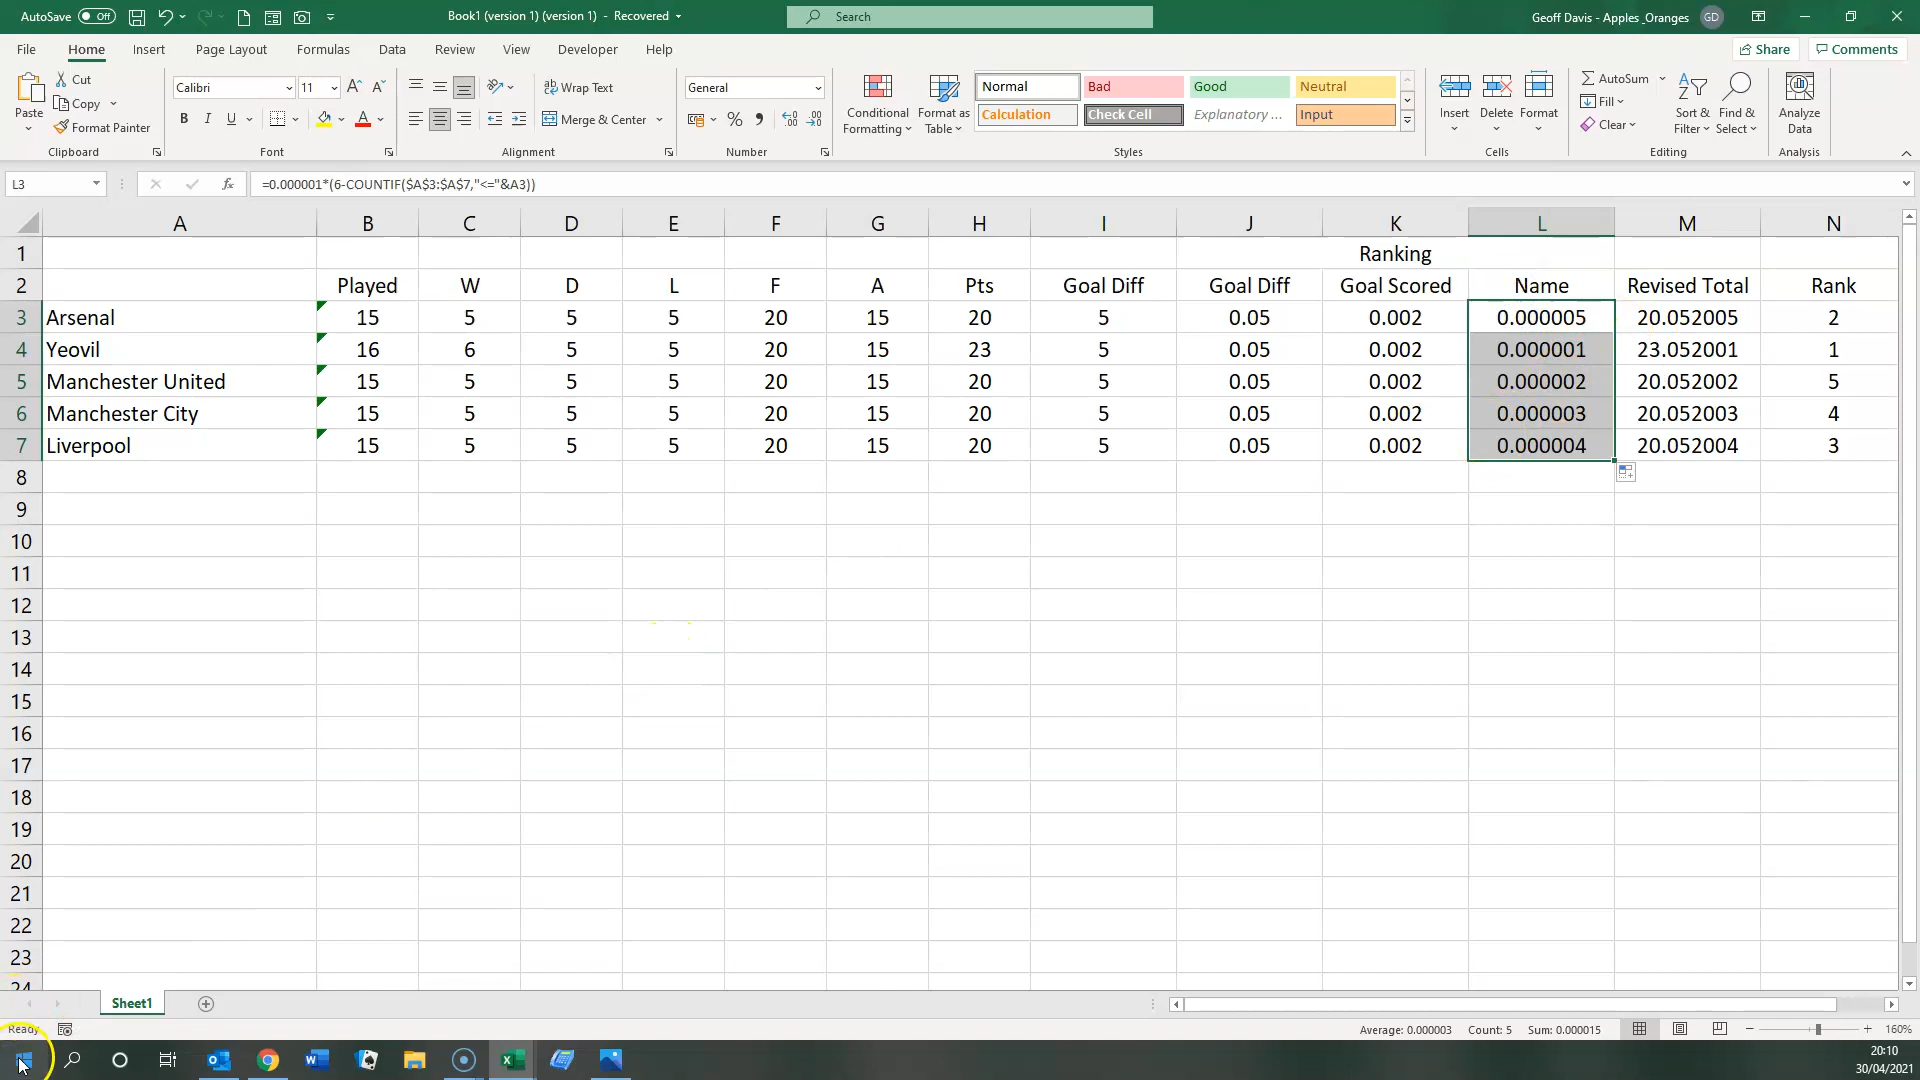 AutoSave Off Book1 (version 1) (version 1) - Recovered Search Geoff Davis - Apples _Oranges GD
File Home Insert Page Layout Formulas Data Review View Developer Help Share Comments
Paste Cut Copy Format Painter
Calibri 11 B I U A A A
Wrap Text Merge & Center
General % ,
Conditional Formatting Format as Table
Normal Bad Good Neutral
Calculation Check Cell Explanatory ... Input
Insert Delete Format
AutoSum Fill Clear Sort & Filter Find & Select
Analyze Data
Clipboard Font Alignment Number Styles Cells Editing Analysis
L3 fx =0.000001*(6-COUNTIF($A$3:$A$7,"<="&A3))
A B C D E F G H I J K L M N
1 Ranking
2 Played W D L F A Pts Goal Diff Goal Diff Goal Scored Name Revised Total Rank
3 Arsenal 15 5 5 5 20 15 20 5 0.05 0.002 0.000005 20.052005 2
4 Yeovil 16 6 5 5 20 15 23 5 0.05 0.002 0.000001 23.052001 1
5 Manchester United 15 5 5 5 20 15 20 5 0.05 0.002 0.000002 20.052002 5
6 Manchester City 15 5 5 5 20 15 20 5 0.05 0.002 0.000003 20.052003 4
7 Liverpool 15 5 5 5 20 15 20 5 0.05 0.002 0.000004 20.052004 3
8
9
10
11
12
13
14
15
16
17
18
19
20
21
22
23
24
Sheet1
Ready Average: 0.000003 Count: 5 Sum: 0.000015 160%
20:10
30/04/2021